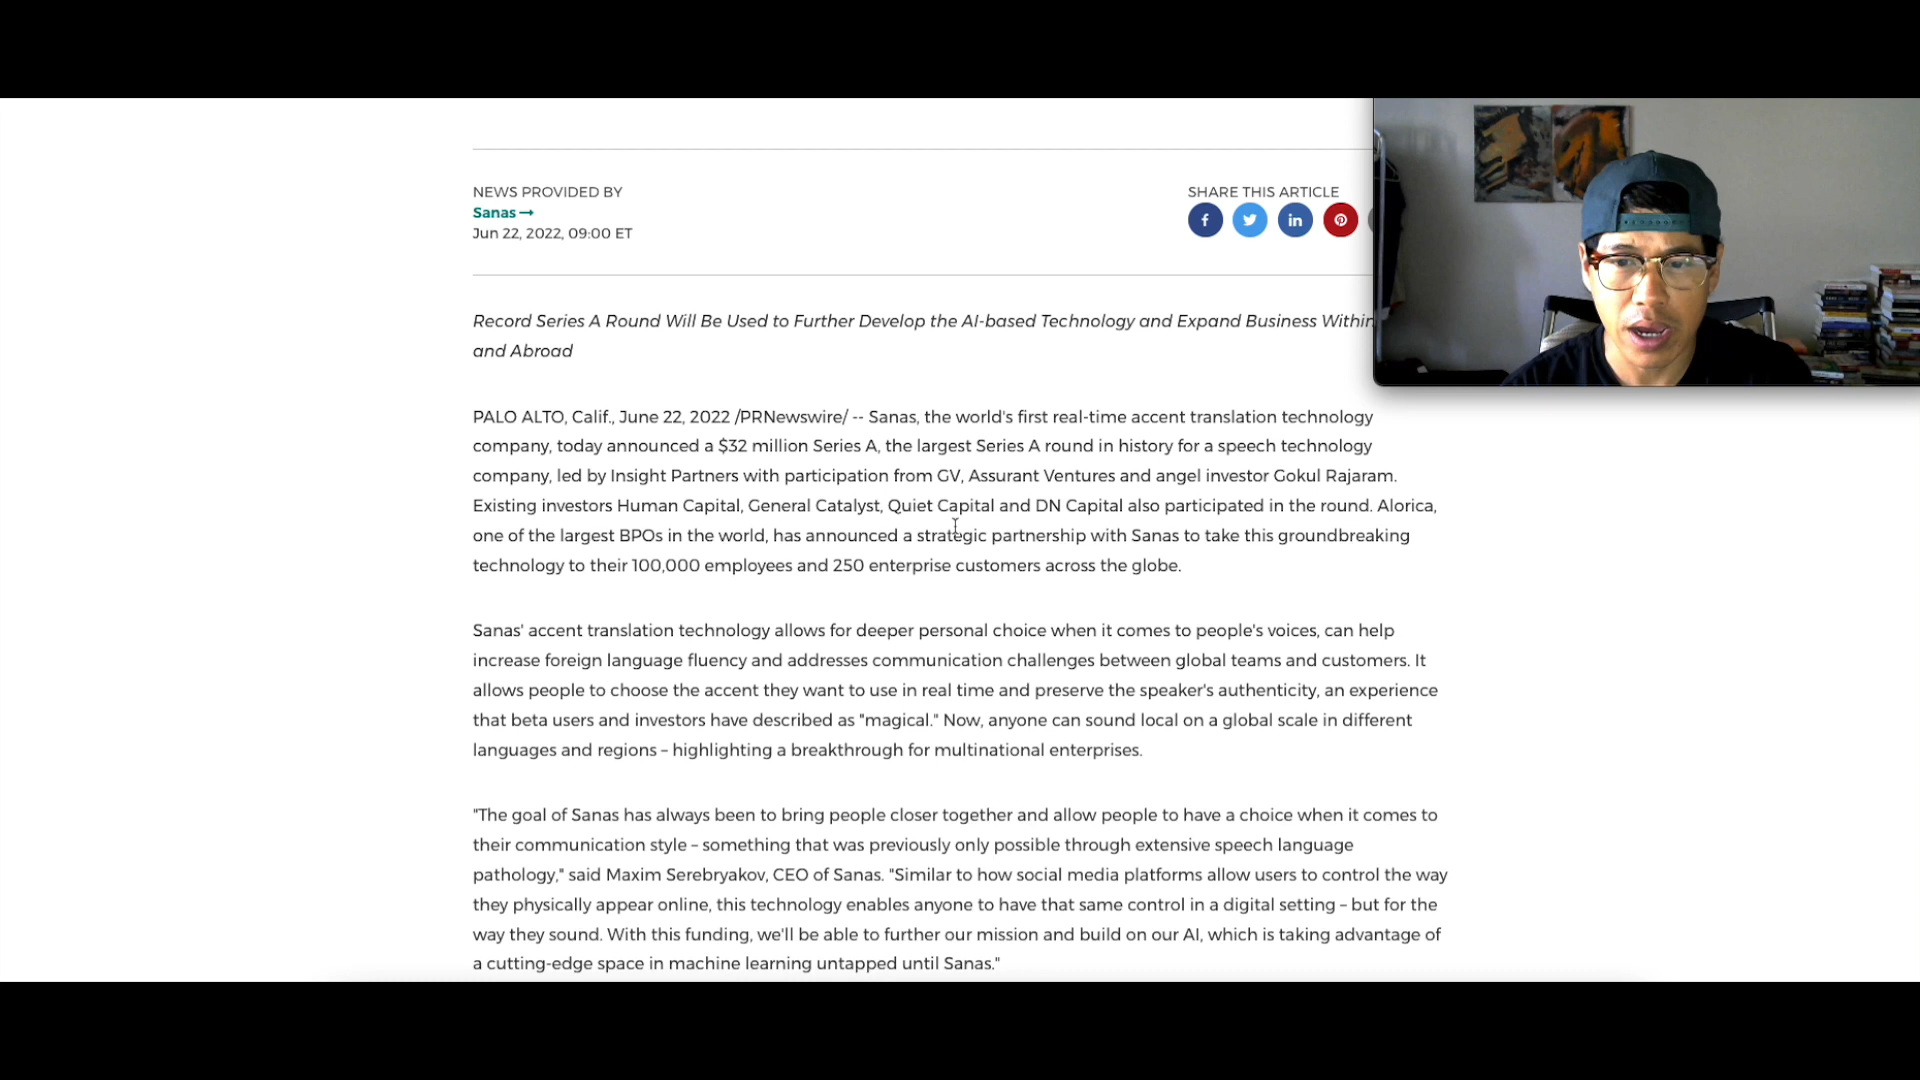 NEWS PROVIDED BY
Sanas
Jun 22, 2022, 09:00 ET
SHARE THIS ARTICLE
Record Series A Round Will Be Used to Further Develop the AI-based Technology and Expand Business Within
and Abroad
PALO ALTO, Calif., June 22, 2022 /PRNewswire/ -- Sanas, the world's first real-time accent translation technology
company, today announced a $32 million Series A, the largest Series A round in history for a speech technology
company, led by Insight Partners with participation from GV, Assurant Ventures and angel investor Gokul Rajaram.
Existing investors Human Capital, General Catalyst, Quiet Capital and DN Capital also participated in the round. Alorica,
one of the largest BPOs in the world, has announced a strategic partnership with Sanas to take this groundbreaking
technology to their 100,000 employees and 250 enterprise customers across the globe.
Sanas' accent translation technology allows for deeper personal choice when it comes to people's voices, can help
increase foreign language fluency and addresses communication challenges between global teams and customers. It
allows people to choose the accent they want to use in real time and preserve the speaker's authenticity, an experience
that beta users and investors have described as "magical." Now, anyone can sound local on a global scale in different
languages and regions – highlighting a breakthrough for multinational enterprises.
"The goal of Sanas has always been to bring people closer together and allow people to have a choice when it comes to
their communication style – something that was previously only possible through extensive speech language
pathology," said Maxim Serebryakov, CEO of Sanas. "Similar to how social media platforms allow users to control the way
they physically appear online, this technology enables anyone to have that same control in a digital setting – but for the
way they sound. With this funding, we'll be able to further our mission and build on our AI, which is taking advantage of
a cutting-edge space in machine learning untapped until Sanas."